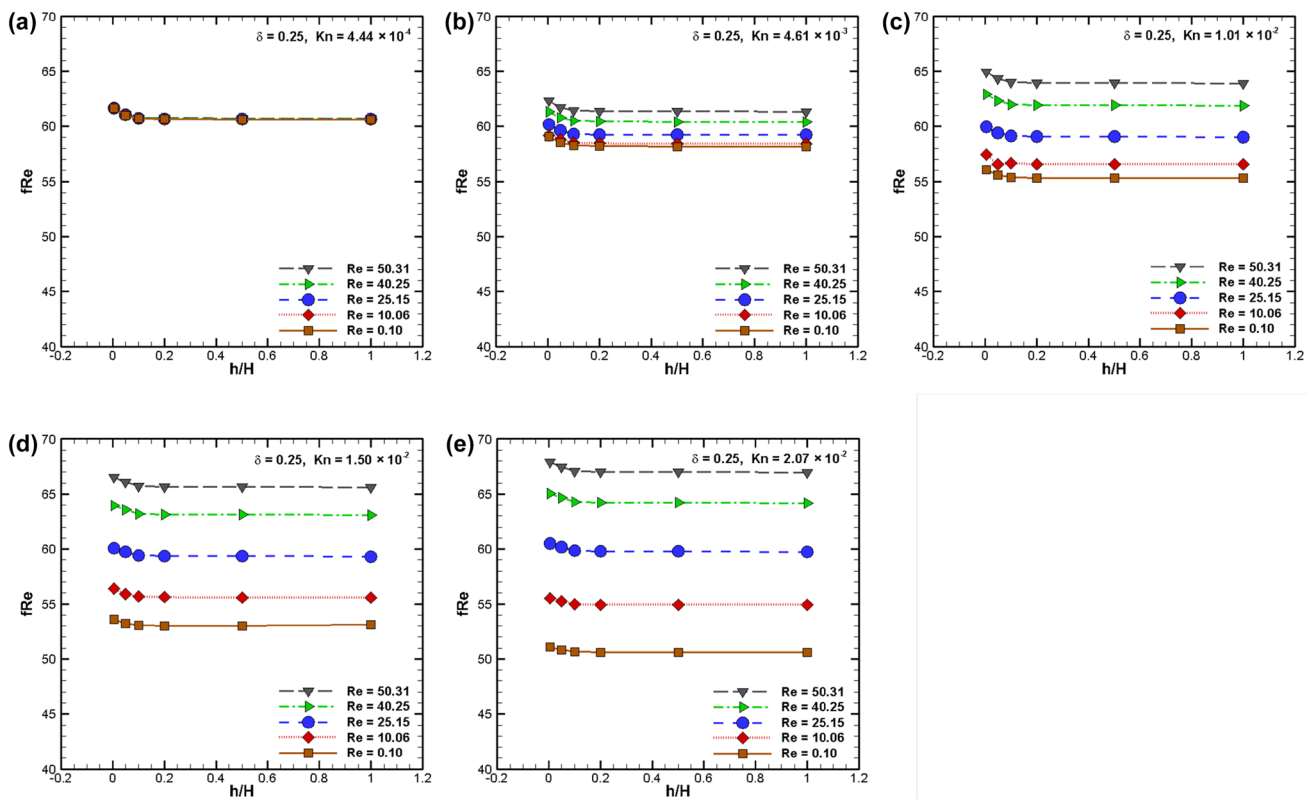 (a)
δ = 0.25, Kn = 4.44 × 10⁻⁴
70
65
60
55
50
45
40
fRe
Re = 50.31
Re = 40.25
Re = 25.15
Re = 10.06
Re = 0.10
-0.2 0 0.2 0.4 0.6 0.8 1 1.2
h/H
(b)
δ = 0.25, Kn = 4.61 × 10⁻³
70
65
60
55
50
45
40
fRe
Re = 50.31
Re = 40.25
Re = 25.15
Re = 10.06
Re = 0.10
-0.2 0 0.2 0.4 0.6 0.8 1 1.2
h/H
(c)
δ = 0.25, Kn = 1.01 × 10⁻²
70
65
60
55
50
45
40
fRe
Re = 50.31
Re = 40.25
Re = 25.15
Re = 10.06
Re = 0.10
-0.2 0 0.2 0.4 0.6 0.8 1 1.2
h/H
(d)
δ = 0.25, Kn = 1.50 × 10⁻²
70
65
60
55
50
45
40
fRe
Re = 50.31
Re = 40.25
Re = 25.15
Re = 10.06
Re = 0.10
-0.2 0 0.2 0.4 0.6 0.8 1 1.2
h/H
(e)
δ = 0.25, Kn = 2.07 × 10⁻²
70
65
60
55
50
45
40
fRe
Re = 50.31
Re = 40.25
Re = 25.15
Re = 10.06
Re = 0.10
-0.2 0 0.2 0.4 0.6 0.8 1 1.2
h/H